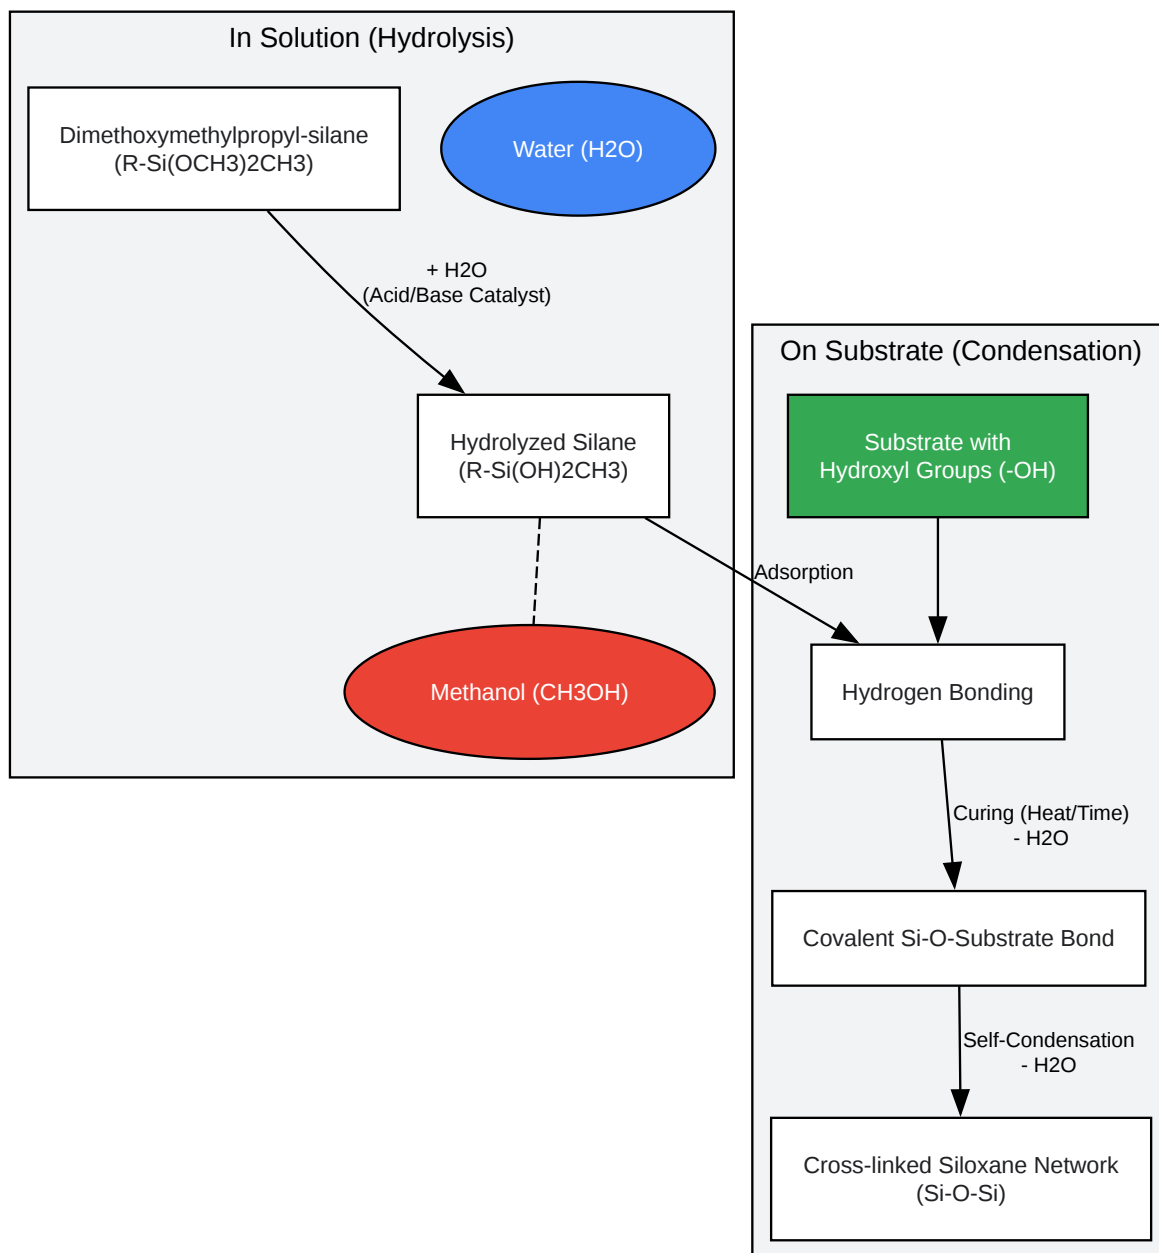 In Solution (Hydrolysis)
Dimethoxymethylpropyl-silane
(R-Si(OCH3)2CH3)
Water (H2O)
+ H2O
(Acid/Base Catalyst)
Hydrolyzed Silane
(R-Si(OH)2CH3)
Methanol (CH3OH)
On Substrate (Condensation)
Substrate with
Hydroxyl Groups (-OH)
Adsorption
Hydrogen Bonding
Curing (Heat/Time)
- H2O
Covalent Si-O-Substrate Bond
Self-Condensation
- H2O
Cross-linked Siloxane Network
(Si-O-Si)